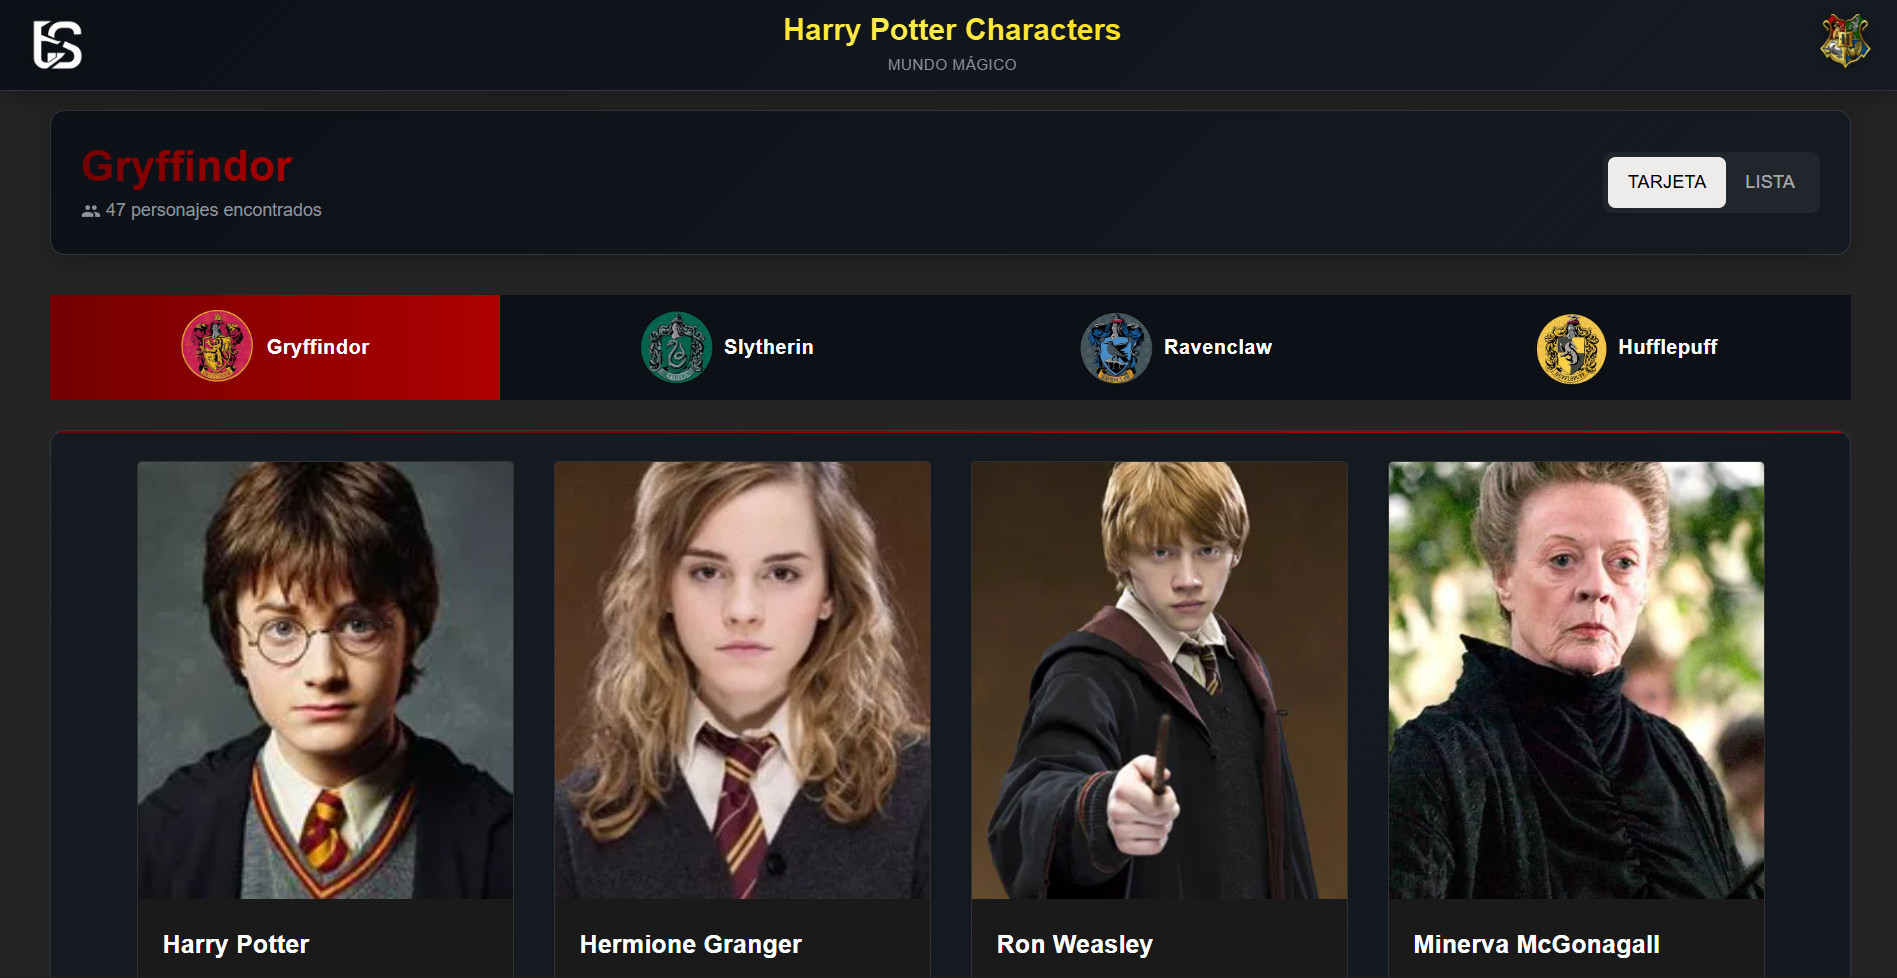 Harry Potter Characters
MUNDO MÁGICO
Gryffindor
47 personajes encontrados
TARJETA
LISTA
Gryffindor
Slytherin
Ravenclaw
Hufflepuff
Harry Potter
Hermione Granger
Ron Weasley
Minerva McGonagall